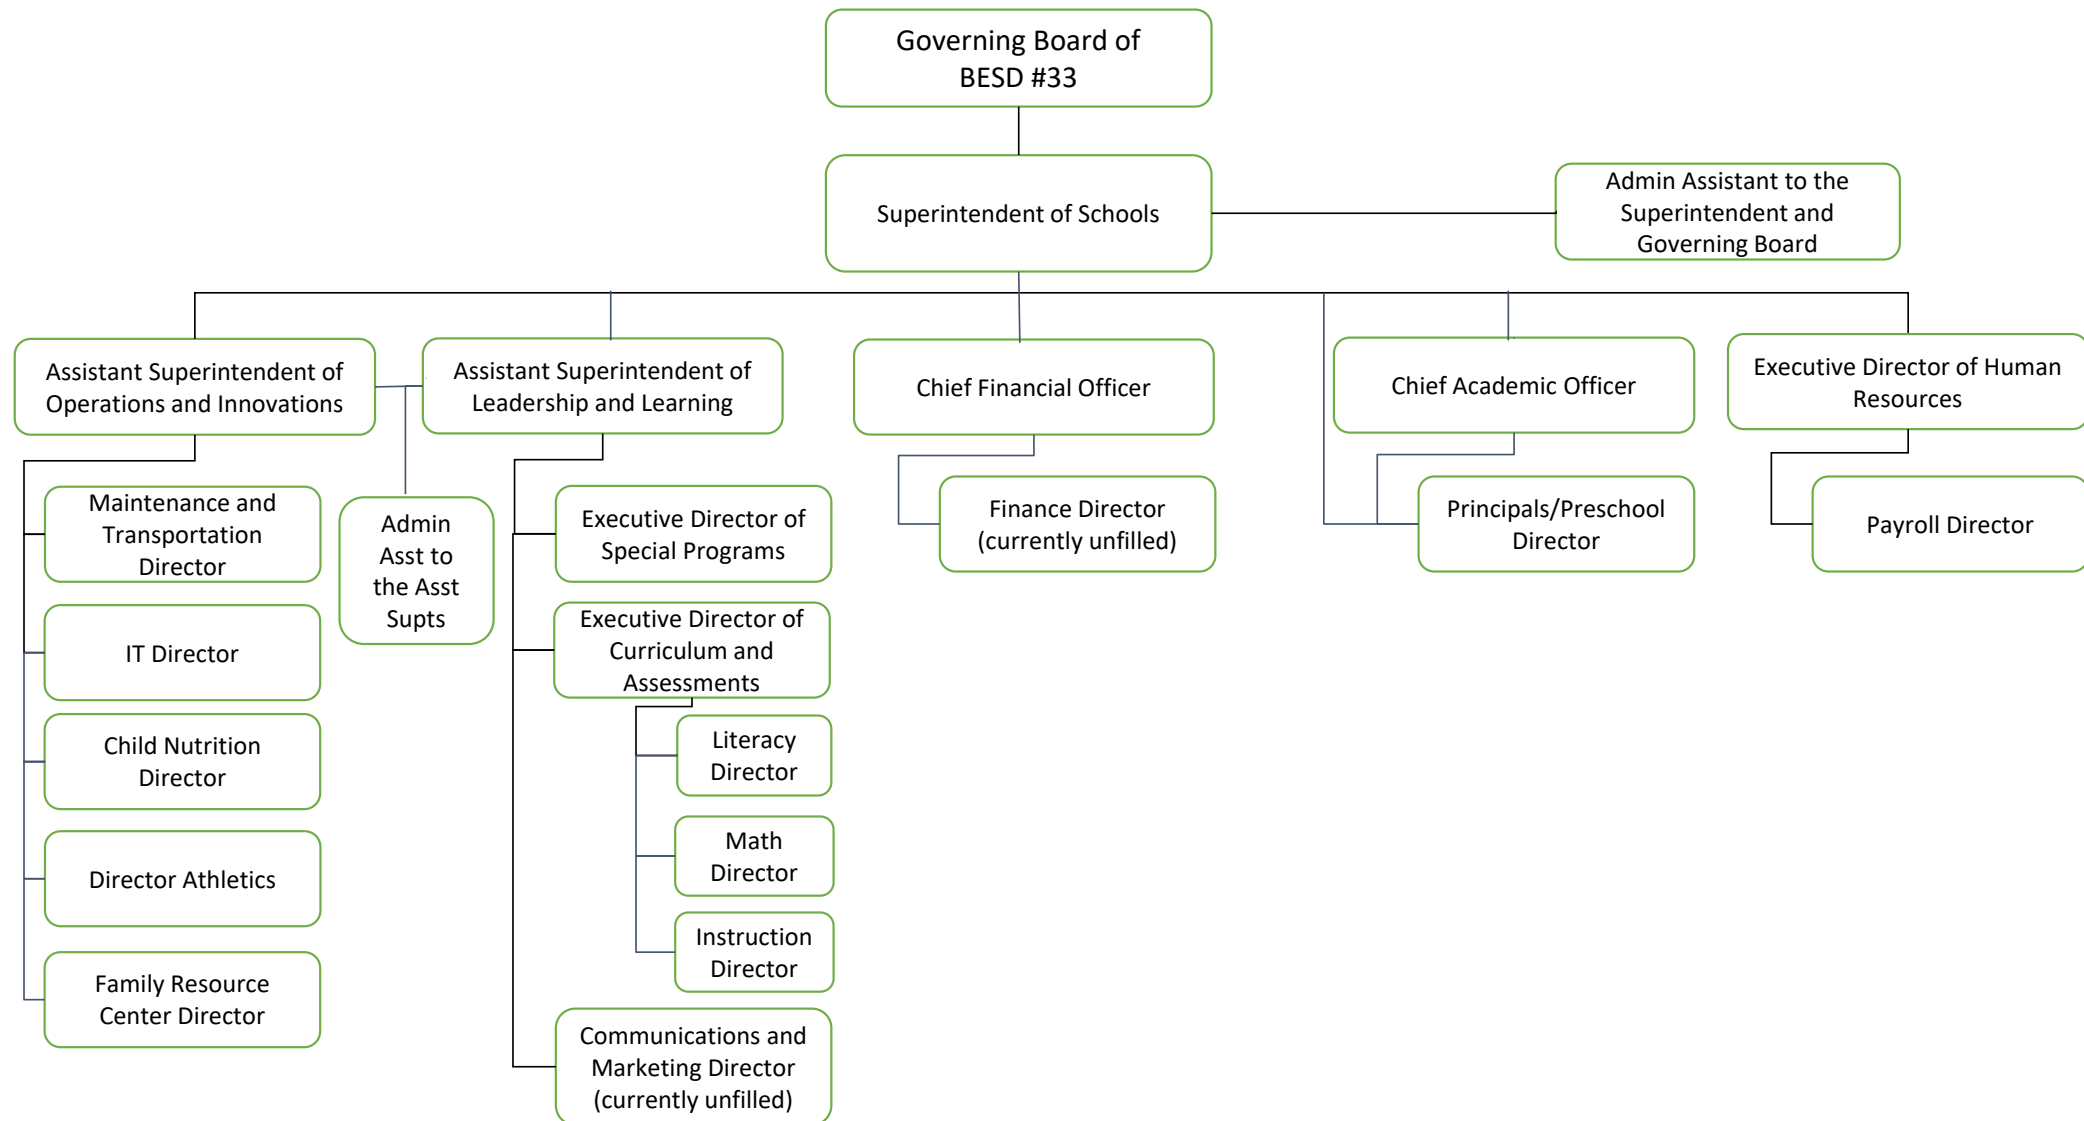 Governing Board of
BESD #33
Superintendent of Schools
Admin Assistant to the
Superintendent and
Governing Board
Assistant Superintendent of
Operations and Innovations
Assistant Superintendent of
Leadership and Learning
Chief Financial Officer
Chief Academic Officer
Executive Director of Human
Resources
Maintenance and
Transportation
Director
Admin
Asst to
the Asst
Supts
Executive Director of
Special Programs
Finance Director
(currently unfilled)
Principals/Preschool
Director
Payroll Director
IT Director
Executive Director of
Curriculum and
Assessments
Child Nutrition
Director
Literacy
Director
Director Athletics
Math
Director
Family Resource
Center Director
Instruction
Director
Communications and
Marketing Director
(currently unfilled)